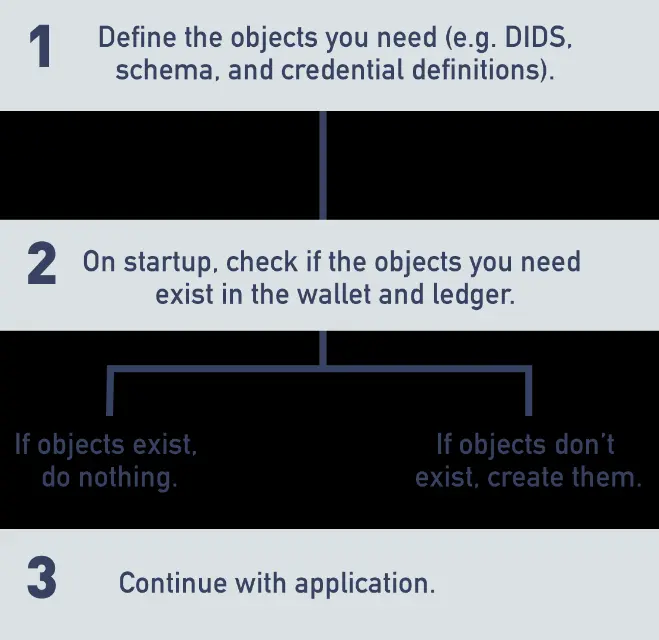 1
Define the objects you need (e.g. DIDS,
schema, and credential definitions).
2
On startup, check if the objects you need
exist in the wallet and ledger.
If objects exist,
do nothing.
If objects don't
exist, create them.
3
Continue with application.